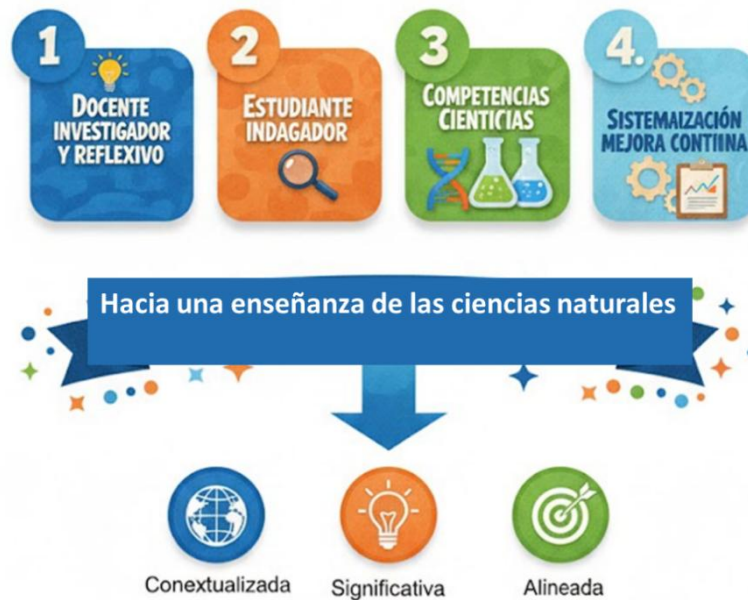 1
DOCENTE
INVESTIGADOR
Y REFLEXIVO
2
ESTUDIANTE
INDAGADOR
3
COMPETENCIAS
CIENTICIAS
4.
SISTEMAIZACIÓN
MEJORA CONTIINA
Hacia una enseñanza de las ciencias naturales
Conextualizada
Significativa
Alineada